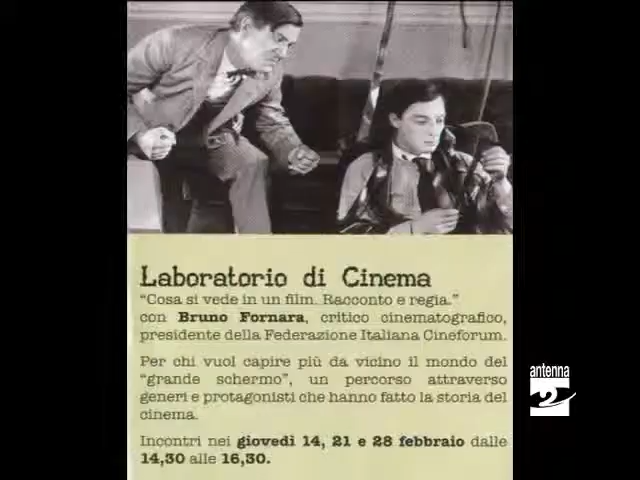 Laboratorio di Cinema
“Cosa si vede in un film. Racconto e regia.”
con Bruno Fornara, critico cinematografico,
presidente della Federazione Italiana Cineforum.
Per chi vuol capire più da vicino il mondo del
“grande schermo”, un percorso attraverso
generi e protagonisti che hanno fatto la storia del
cinema.
Incontri nei giovedì 14, 21 e 28 febbraio dalle
14,30 alle 16,30.
antenna
2